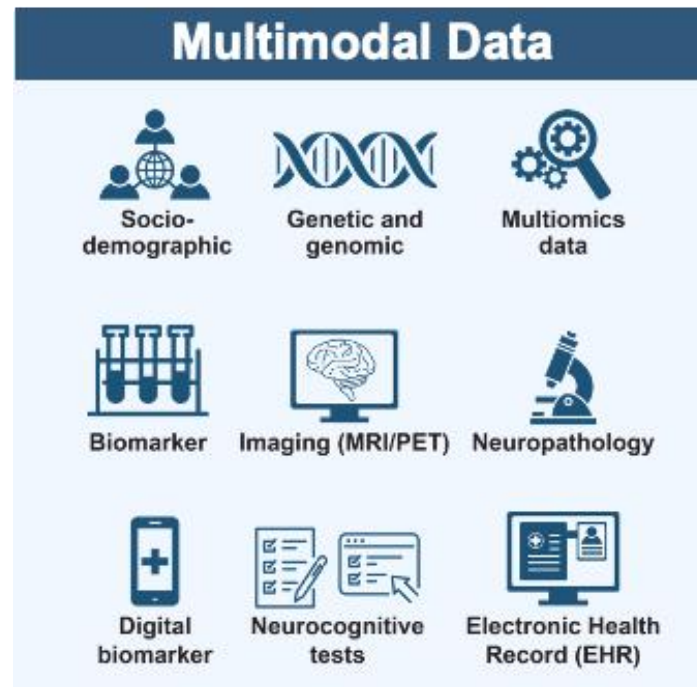 Multimodal Data
Socio-
demographic
Genetic and
genomic
Multiomics
data
Biomarker
Imaging (MRI/PET)
Neuropathology
Digital
biomarker
Neurocognitive
tests
Electronic Health
Record (EHR)